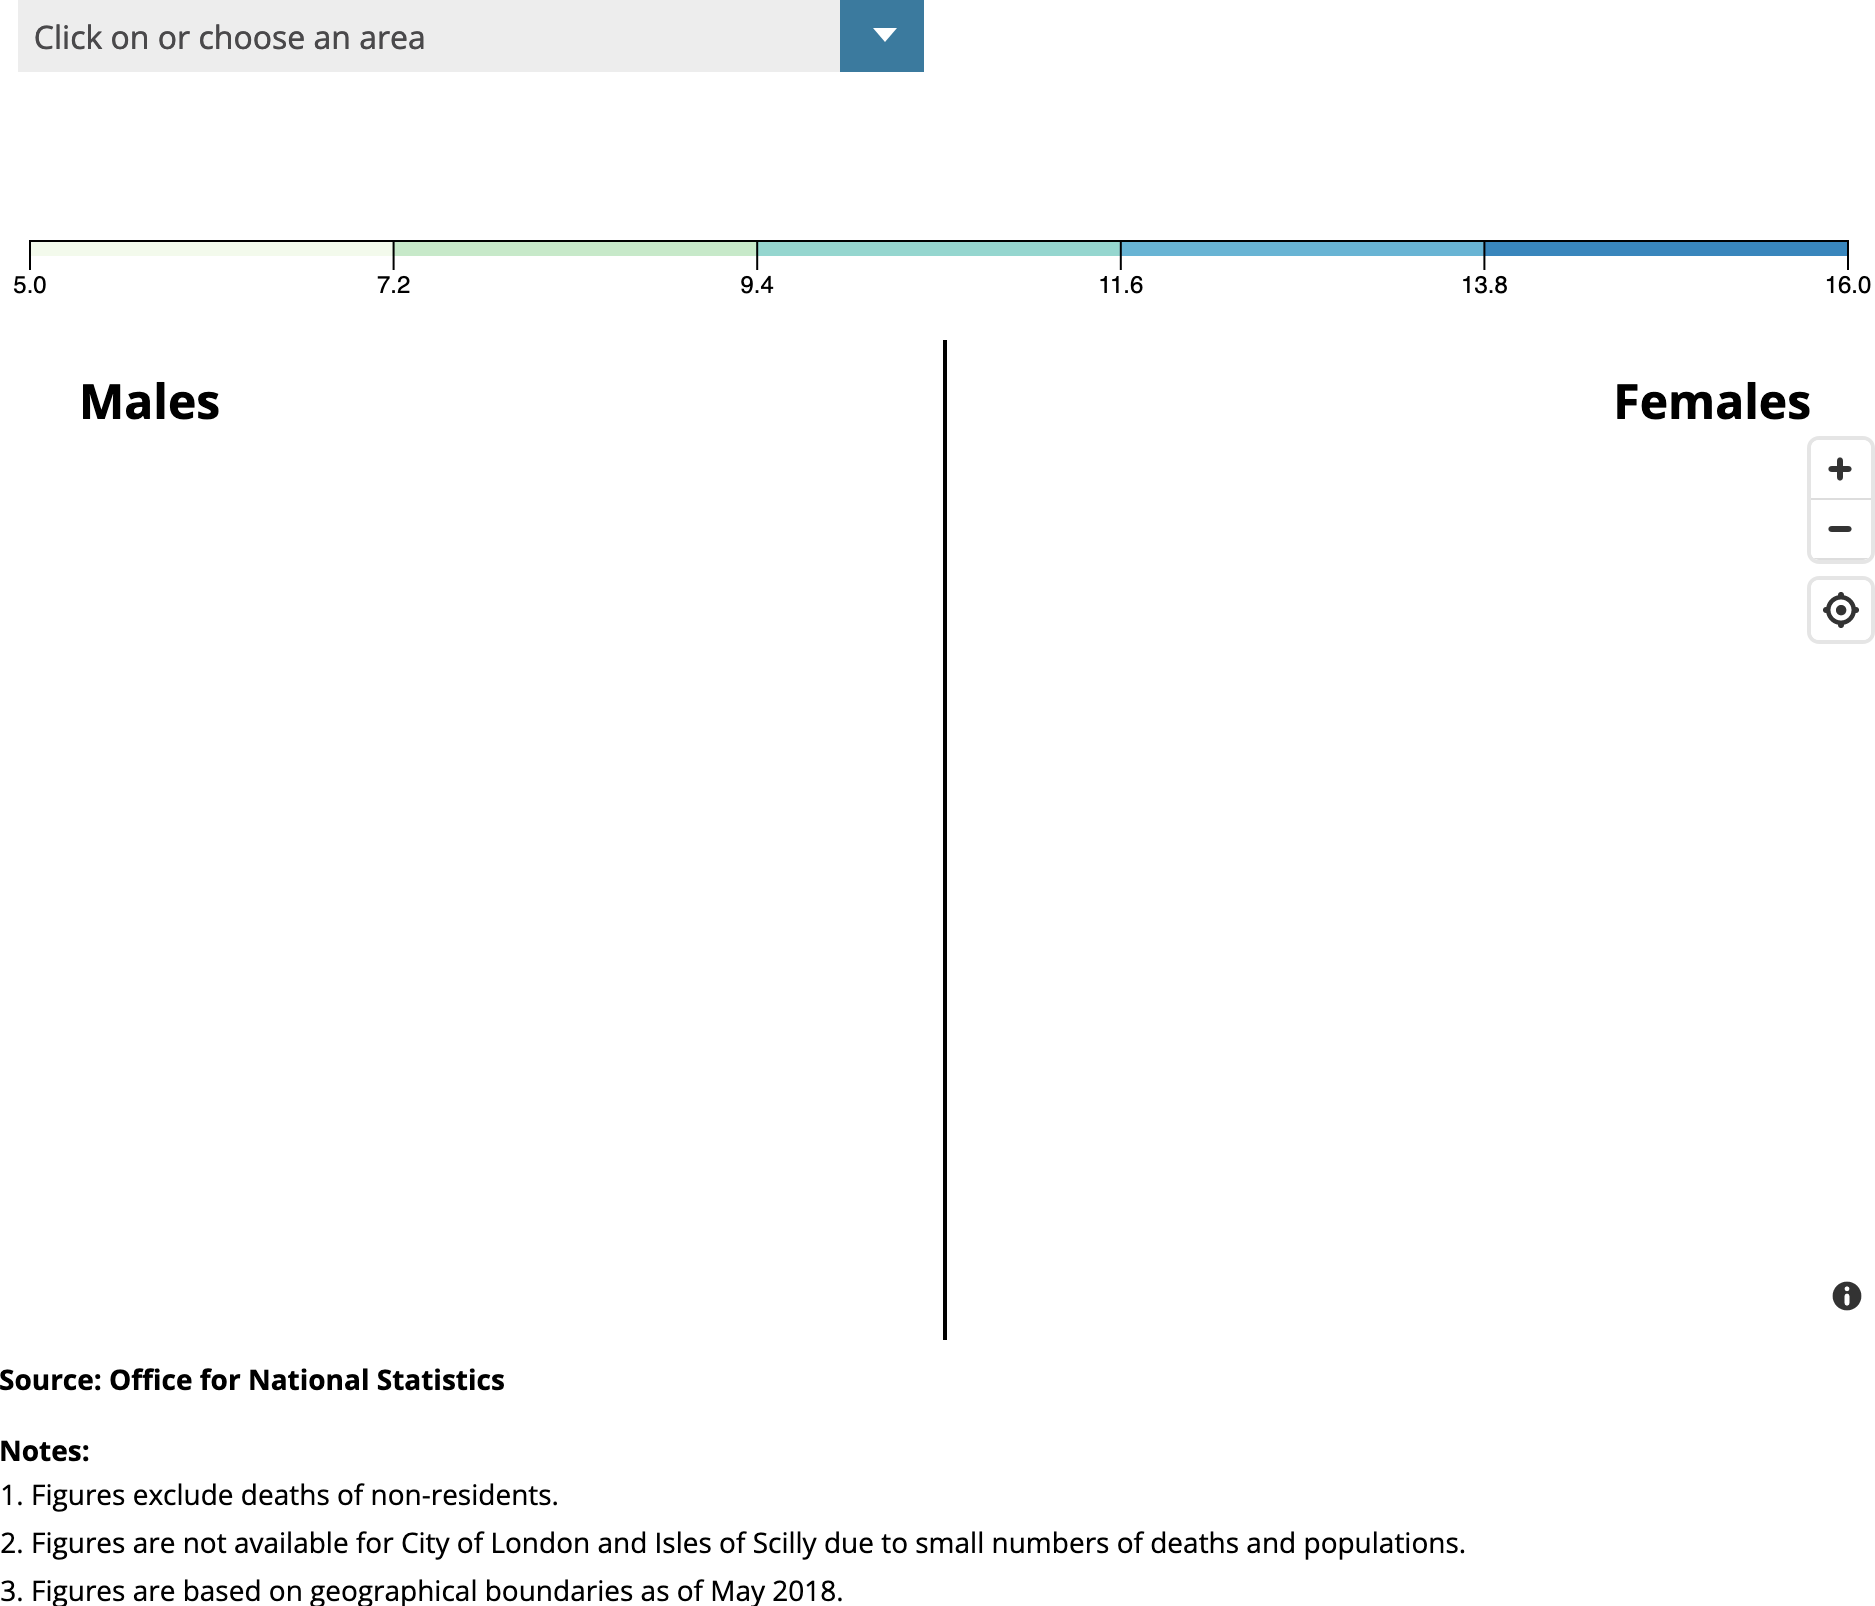 Click on or choose an area
5.0 7.2 9.4 11.6 13.8 16.0
Males Females
Source: Office for National Statistics
Notes:
1. Figures exclude deaths of non-residents.
2. Figures are not available for City of London and Isles of Scilly due to small numbers of deaths and populations.
3. Figures are based on geographical boundaries as of May 2018.